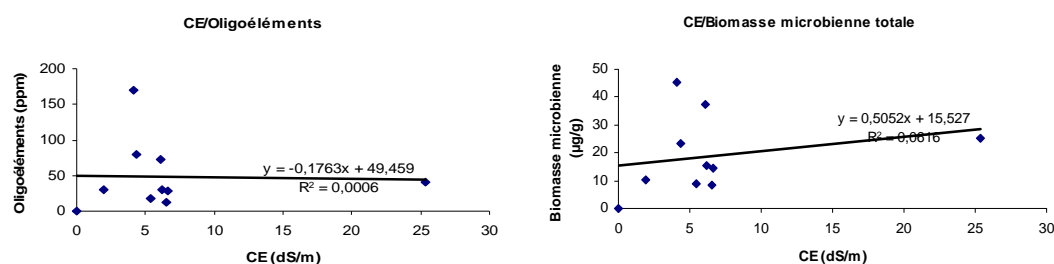 CE/Oligoéléments
Oligoéléments (ppm)
200
150
100
50
0
y = -0,1763x + 49,459
R² = 0,0006
0 5 10 15 20 25 30
CE (dS/m)
CE/Biomasse microbienne totale
Biomasse microbienne
(µg/g)
50
40
30
20
10
0
y = 0,5052x + 15,527
R² = 0,0616
0 5 10 15 20 25 30
CE (dS/m)